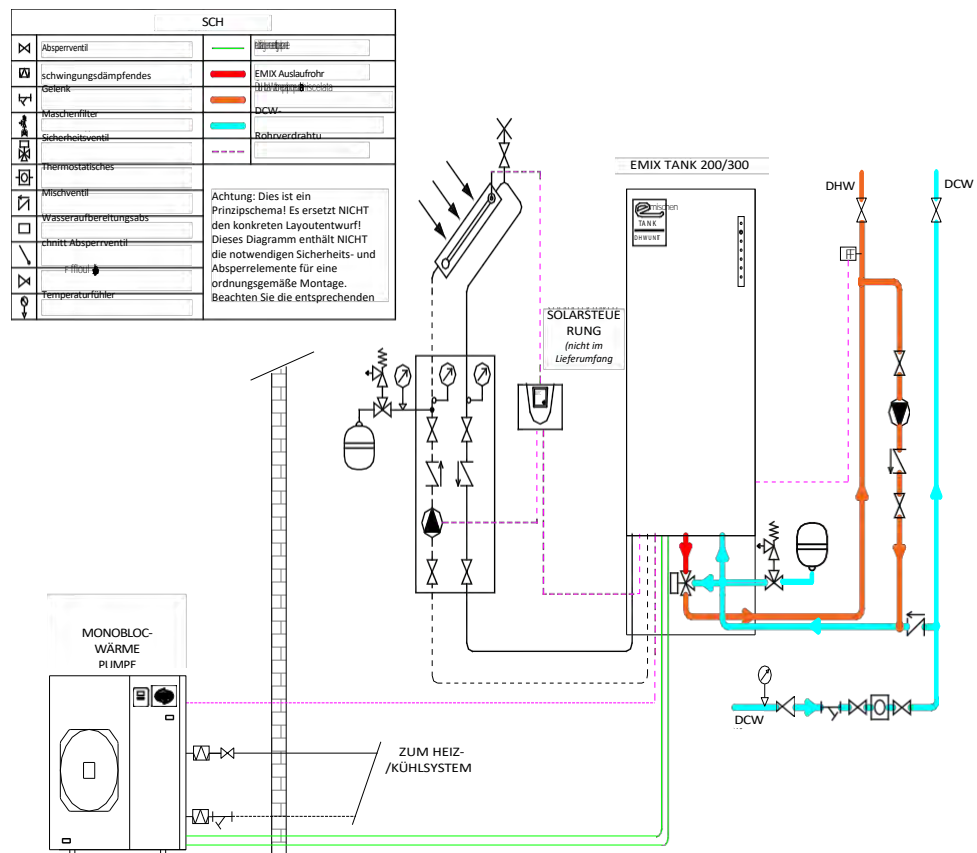 SCH
Absperrventil
schwingungsdämpfendes
Gelenk
Maschenfilter
Sicherheitsventil
Thermostatisches
Mischventil
Wasseraufbereitungsabs
chnitt Absperrventil
Temperaturfühler
EMIX Auslaufrohr
DCW-
Rohrverdrahtu
Achtung: Dies ist ein
Prinzipschema! Es ersetzt NICHT
den konkreten Layoutentwurf!
Dieses Diagramm enthält NICHT
die notwendigen Sicherheits- und
Absperrelemente für eine
ordnungsgemäße Montage.
Beachten Sie die entsprechenden
EMIX TANK 200/300
mischen
TANK
DHWUNE
DHW
DCW
SOLARSTEUE
RUNG
(nicht im
Lieferumfang
MONOBLOC-
WÄRME
PUMPE
ZUM HEIZ-
/KÜHLSYSTEM
DCW